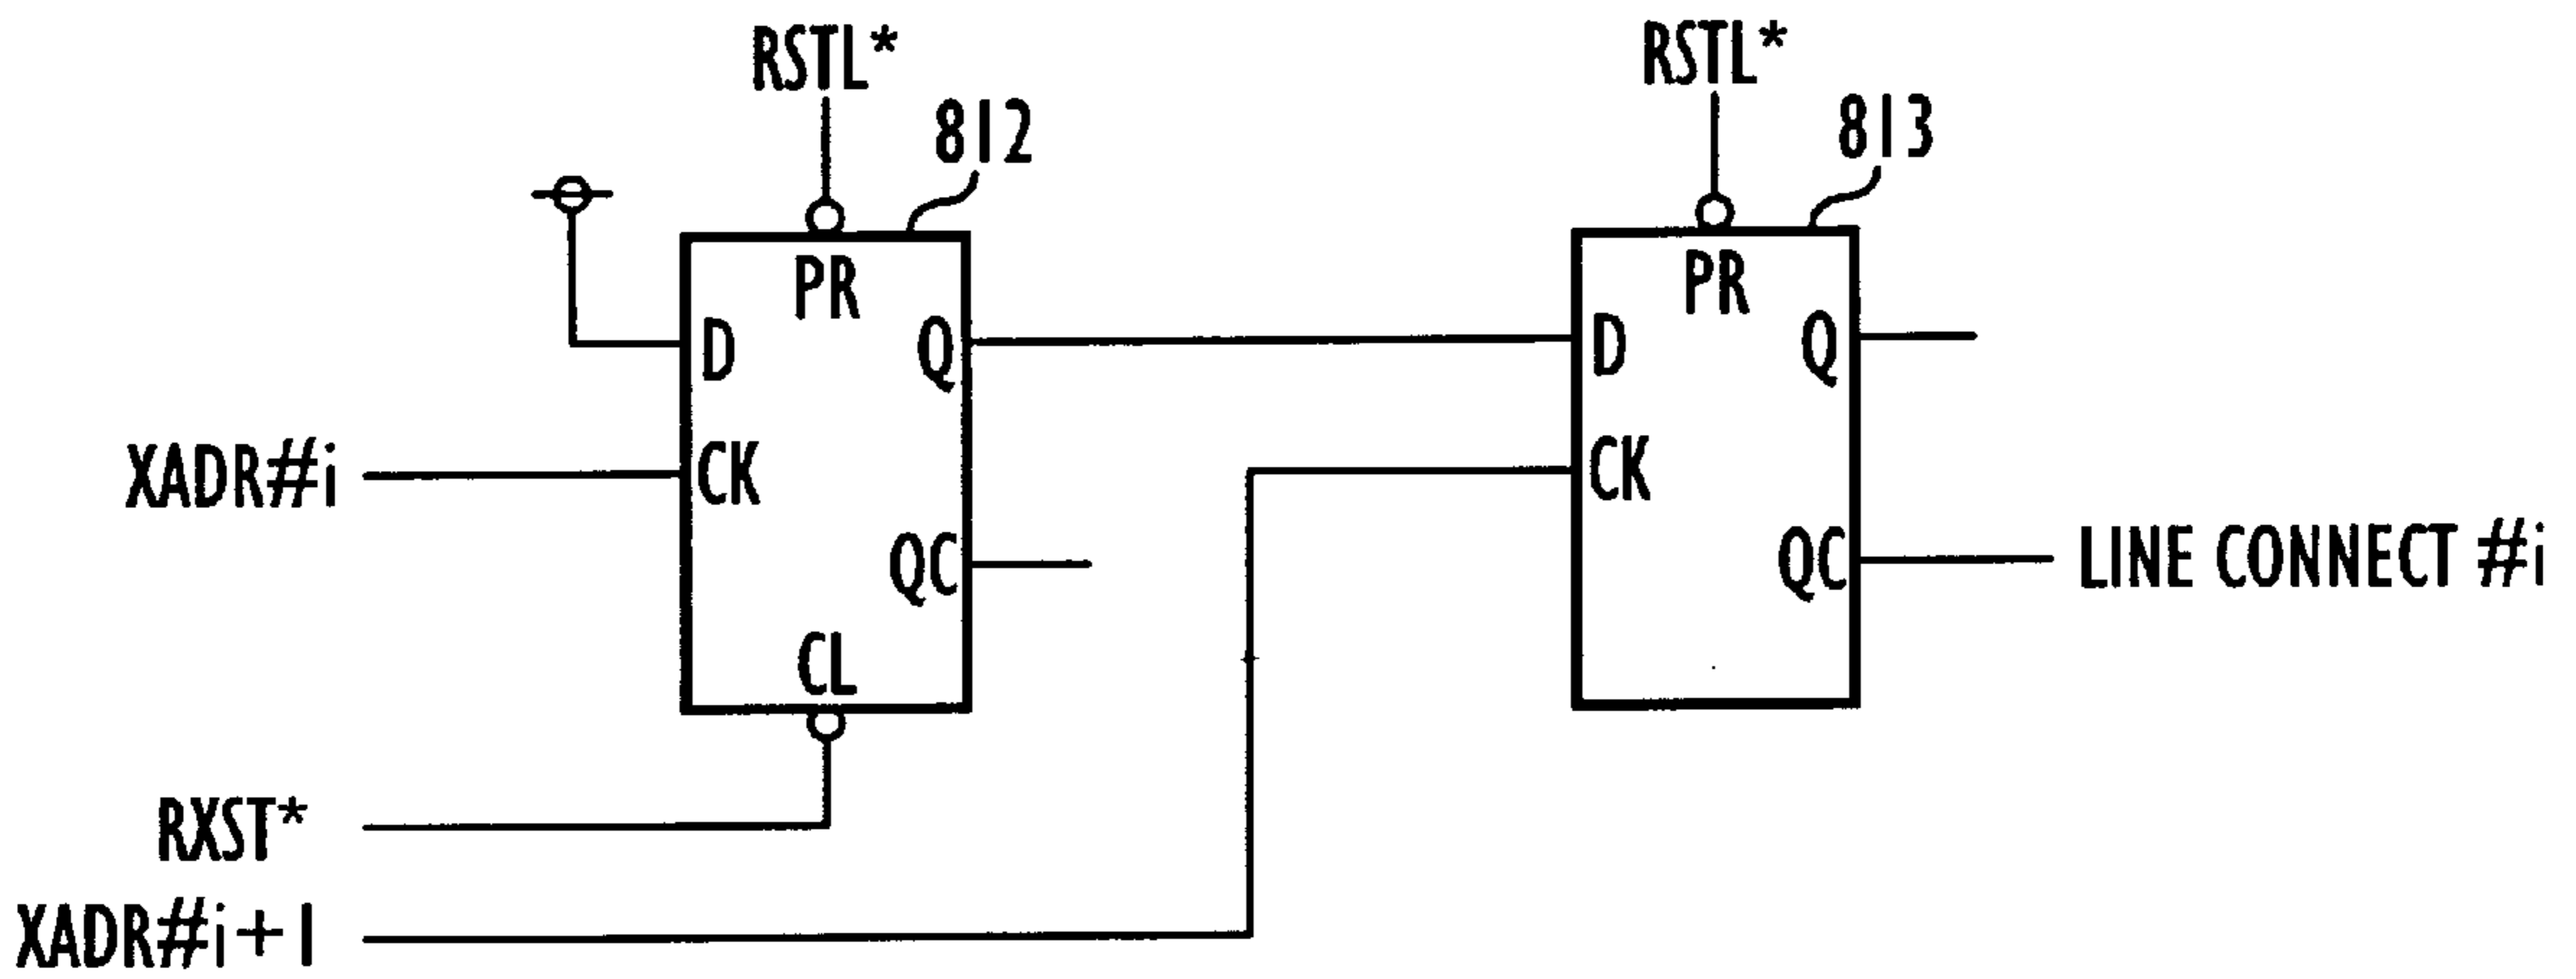 RSTL*
RSTL*
812
813
PR
PR
D
Q
D
Q
XADR#i
CK
CK
QC
QC
LINE CONNECT #i
CL
RXST*
XADR#i+1